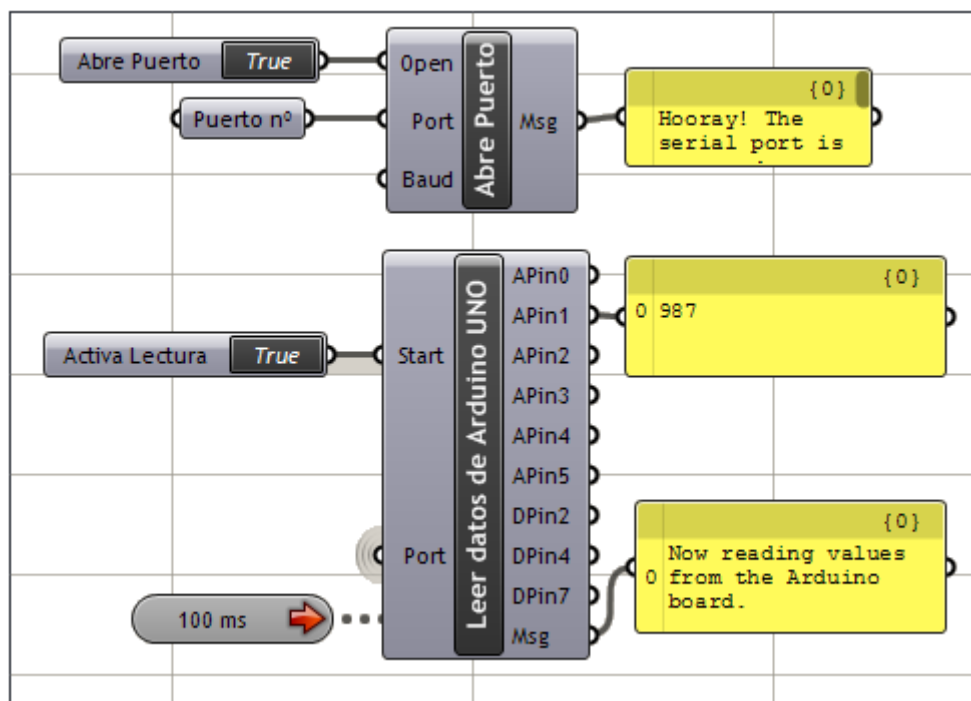 Abre Puerto True
Puerto nº
Open
Port
Baud
Abre Puerto
Msg
{0}
Hooray! The
serial port is
Activa Lectura True
100 ms
Start
Port
Leer datos de Arduino UNO
APin0
APin1
APin2
APin3
APin4
APin5
DPin2
DPin4
DPin7
Msg
{0}
0 987
{0}
Now reading values
0 from the Arduino
board.